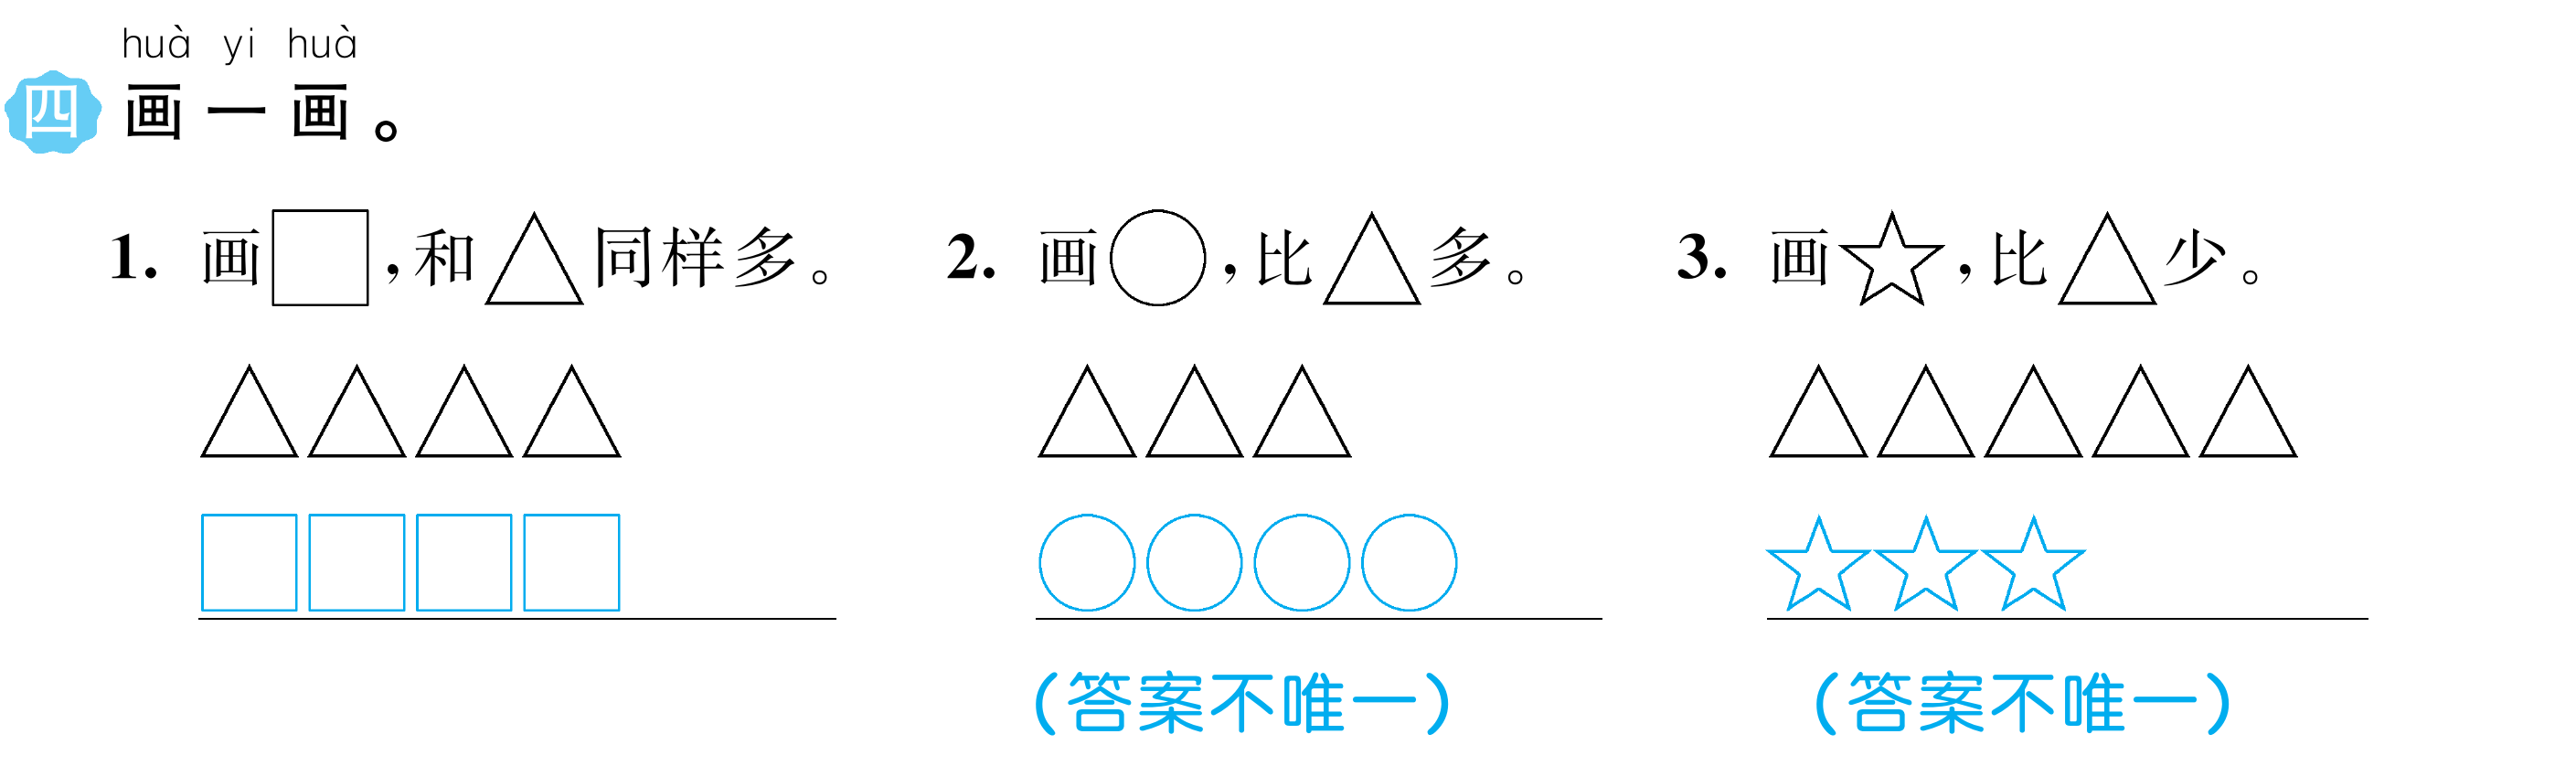 huà yi huà
四 画一画。
1. 画□,和△同样多。 2. 画○,比△多。 3. 画☆,比△少。
(答案不唯一) (答案不唯一)